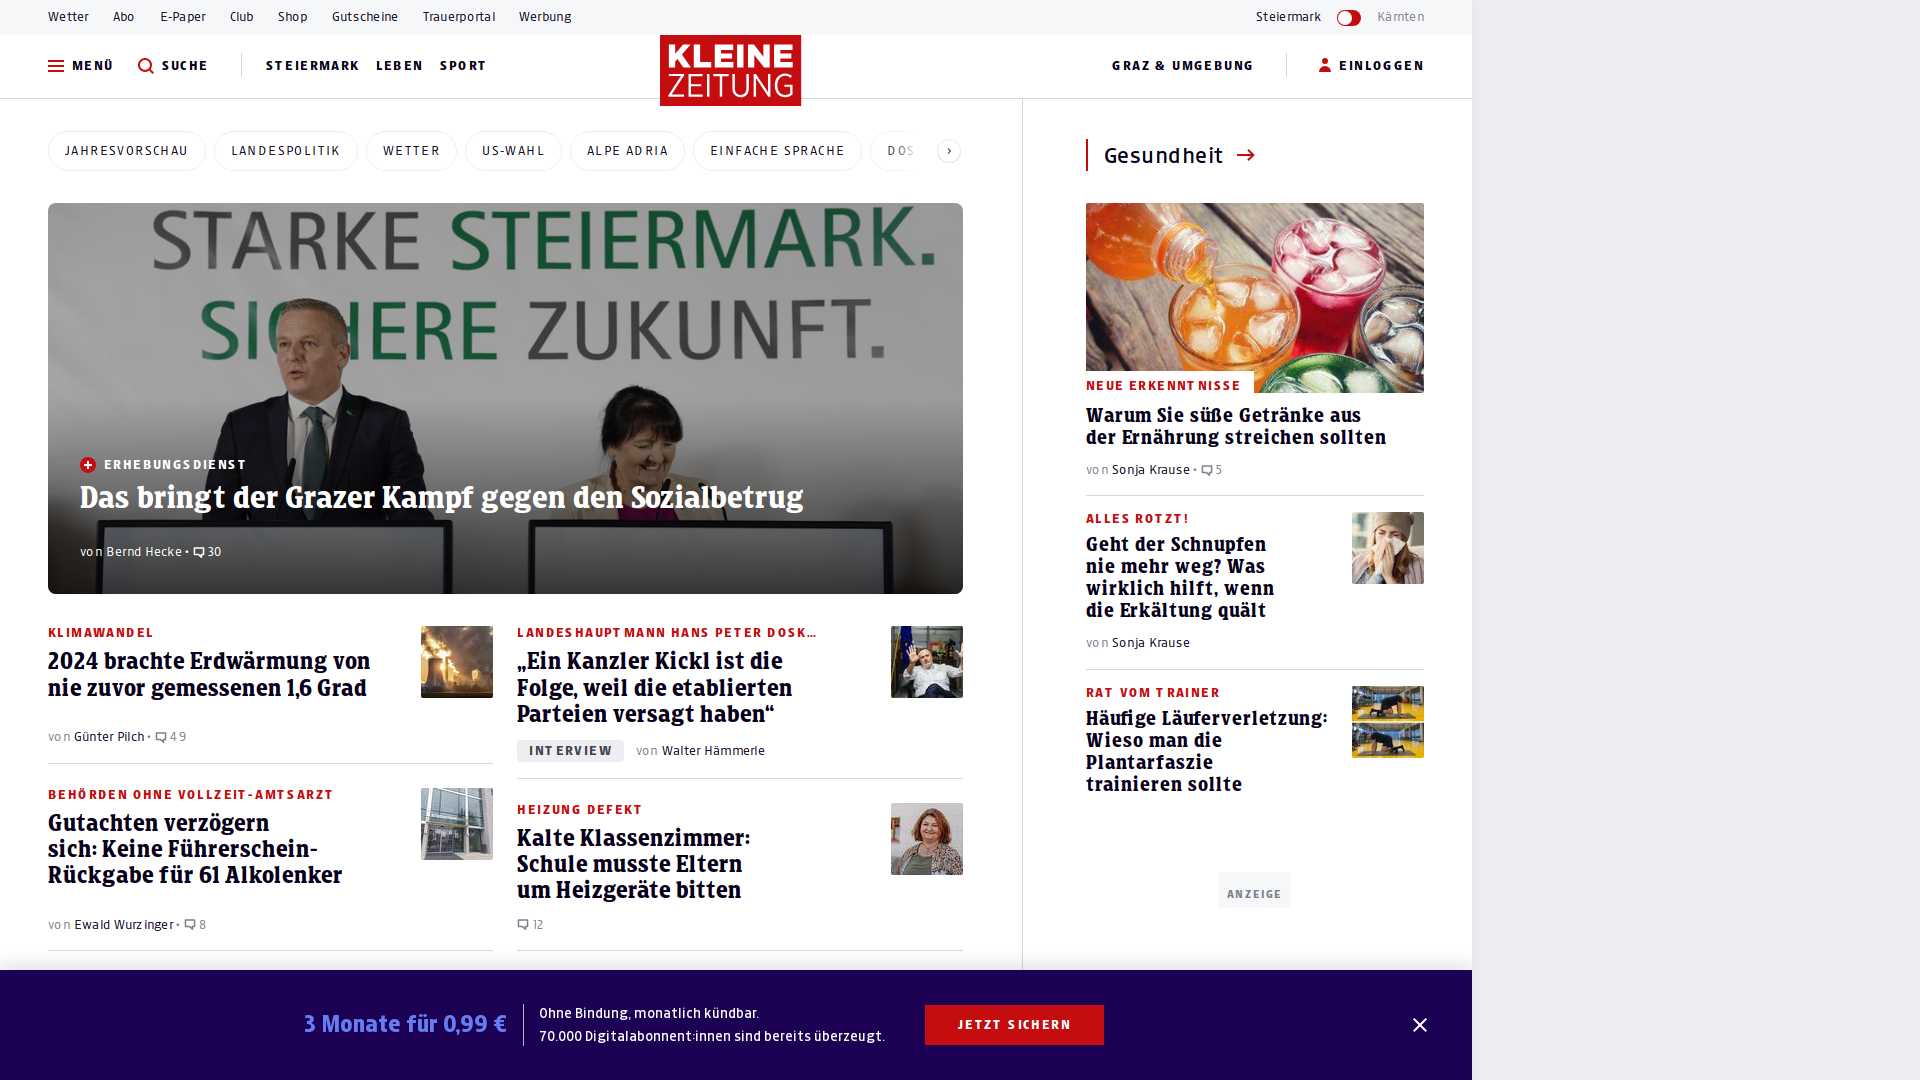 Wetter Abo E-Paper Club Shop Gutscheine Trauerportal Werbung
Steiermark Kärnten
MENÜ SUCHE STEIERMARK LEBEN SPORT
KLEINE
ZEITUNG
GRAZ & UMGEBUNG EINLOGGEN
JAHRESVORSCHAU LANDESPOLITIK WETTER US-WAHL ALPE ADRIA EINFACHE SPRACHE DOS
STARKE STEIERMARK.
SICHERE ZUKUNFT.
ERHEBUNGSDIENST
Das bringt der Grazer Kampf gegen den Sozialbetrug
von Bernd Hecke • 30
KLIMAWANDEL
2024 brachte Erdwärmung von
nie zuvor gemessenen 1,6 Grad
von Günter Pilch • 49
LANDESHAUPTMANN HANS PETER DOSK...
„Ein Kanzler Kickl ist die
Folge, weil die etablierten
Parteien versagt haben“
INTERVIEW von Walter Hämmerle
BEHÖRDEN OHNE VOLLZEIT-AMTSARZT
Gutachten verzögern
sich: Keine Führerschein-
Rückgabe für 61 Alkolenker
von Ewald Wurzinger • 8
HEIZUNG DEFEKT
Kalte Klassenzimmer:
Schule musste Eltern
um Heizgeräte bitten
12
Gesundheit
NEUE ERKENNTNISSE
Warum Sie süße Getränke aus
der Ernährung streichen sollten
von Sonja Krause • 5
ALLES ROTZT!
Geht der Schnupfen
nie mehr weg? Was
wirklich hilft, wenn
die Erkältung quält
von Sonja Krause
RAT VOM TRAINER
Häufige Läuferverletzung:
Wieso man die
Plantarfaszie
trainieren sollte
ANZEIGE
3 Monate für 0,99 €
Ohne Bindung, monatlich kündbar.
70.000 Digitalabonnent:innen sind bereits überzeugt.
JETZT SICHERN